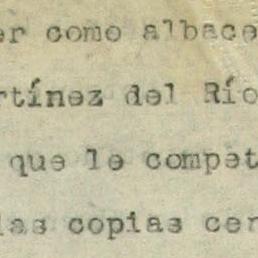 er como albace
rtínez del Río
que le compet
las copias cer